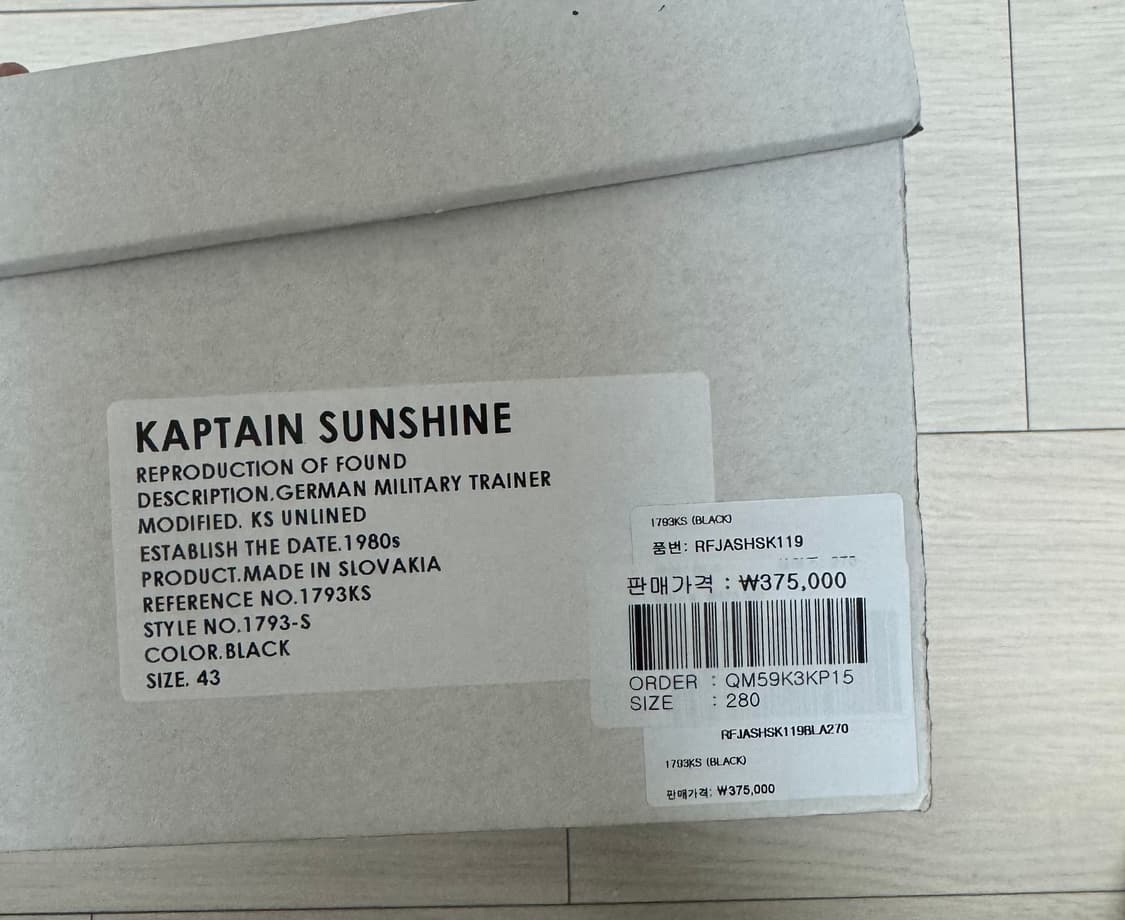 KAPTAIN SUNSHINE
REPRODUCTION OF FOUND
DESCRIPTION.GERMAN MILITARY TRAINER
MODIFIED. KS UNLINED
ESTABLISH THE DATE.1980s
PRODUCT.MADE IN SLOVAKIA
REFERENCE NO.1793KS
STYLE NO.1793-S
COLOR.BLACK
SIZE. 43
1793KS (BLACK)
품번: RFJASHSK119
판매가격 : ₩375,000
ORDER : QM59K3KP15
SIZE : 280
RFJASHSK119BLA270
1793KS (BLACK)
판매가격: ₩375,000